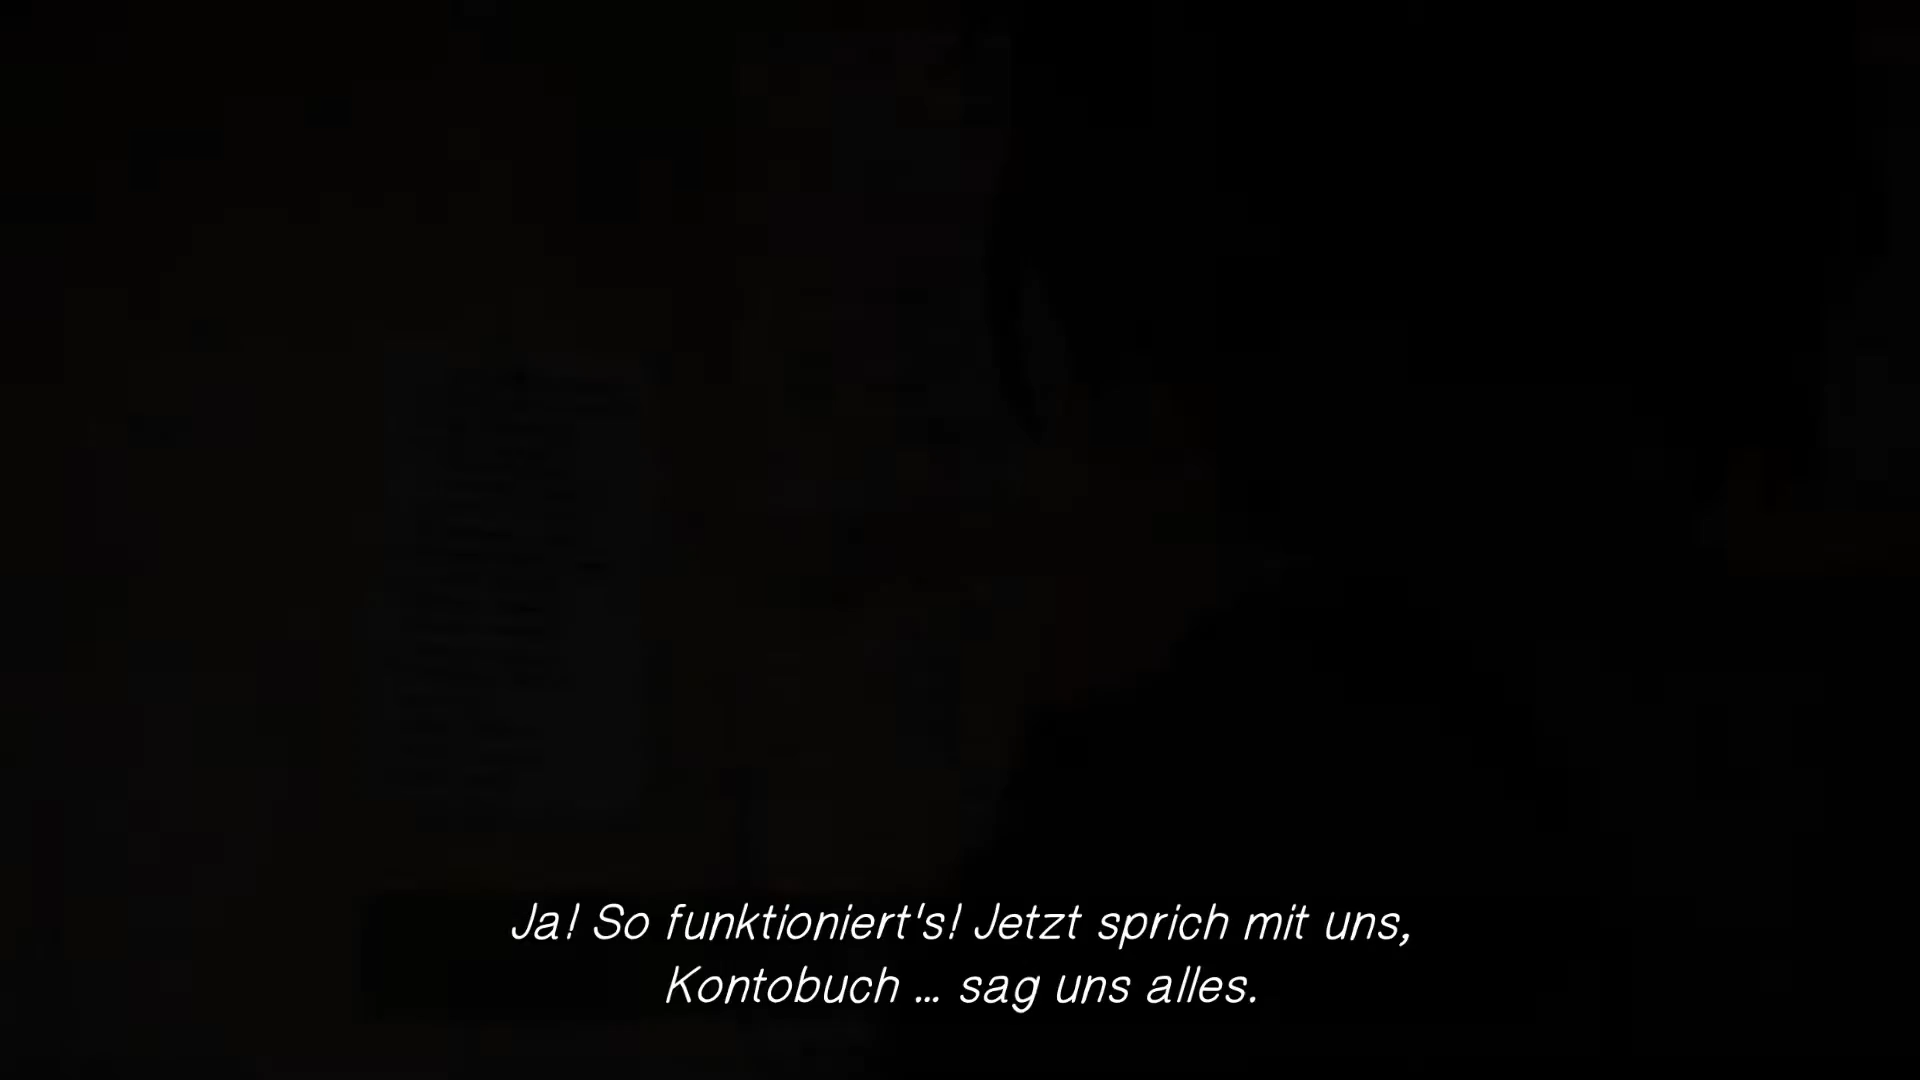 Ja! So funktioniert's! Jetzt sprich mit uns,
Kontobuch ... sag uns alles.